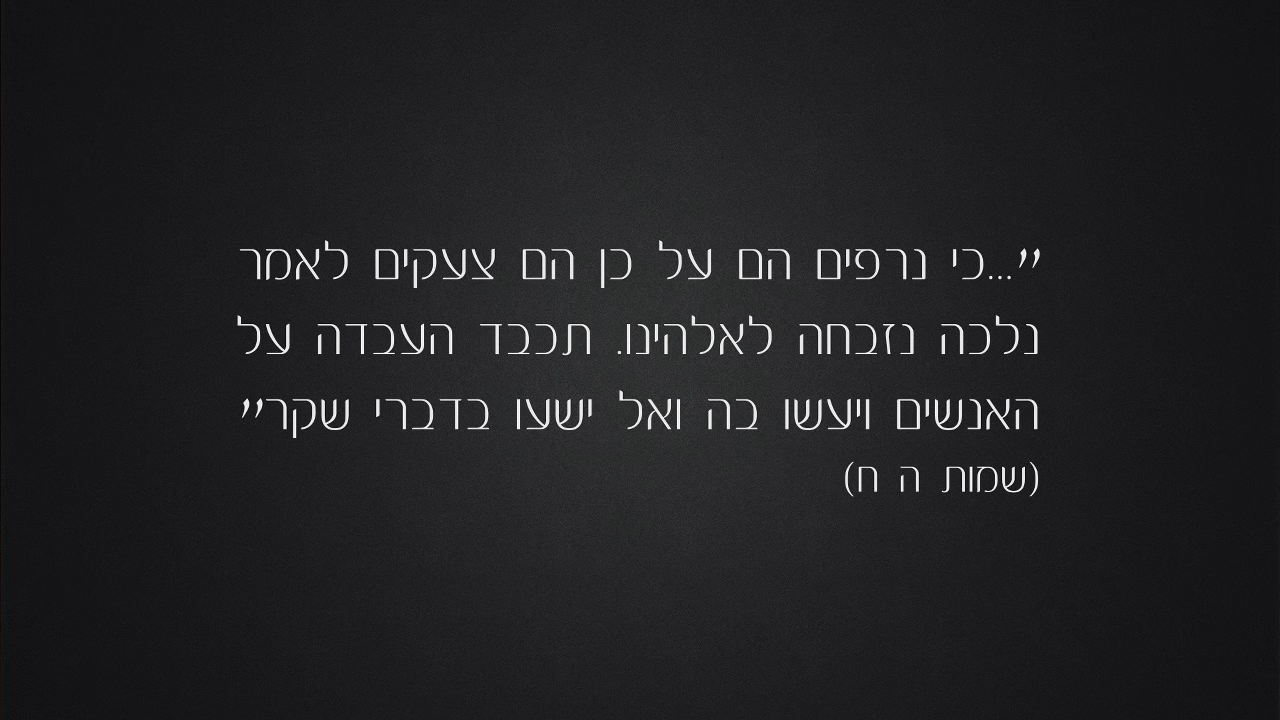 "...כי נרפים הם על כן הם צעקים לאמר
נלכה נזבחה לאלהינו. תכבד העבדה על
האנשים ויעשו בה ואל ישעו בדברי שקר"
(שמות ה ח)